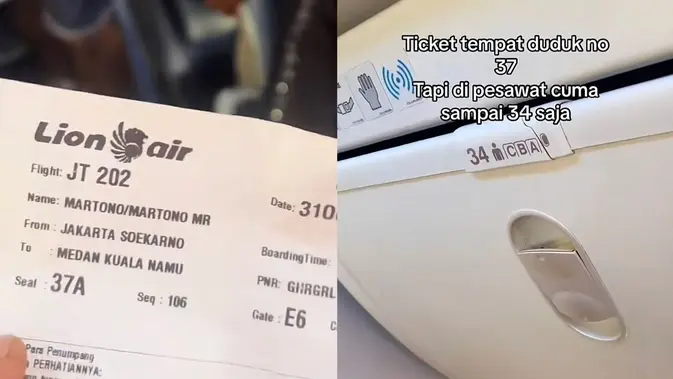 Lion air
Flight: JT 202
Name: MARTONO/MARTONO MR
From : JAKARTA SOEKARNO
To : MEDAN KUALA NAMU
Seat : 37A
Seq : 106
Date:
BoardingTime:
PNR:
Gate : E6
Para Penumpang
PERHATIANNYA:
Ticket tempat duduk no
37
Tapi di pesawat cuma
sampai 34 saja
34 CBA